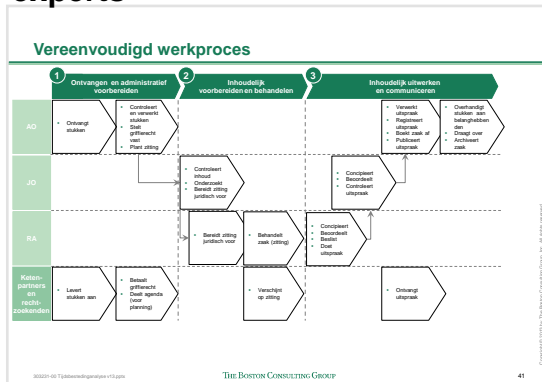 experts
Vereenvoudigd werkproces
1
Ontvangen en administratief
voorbereiden
2
Inhoudelijk
voorbereiden en behandelen
3
Inhoudelijk uitwerken
en communiceren
AD
• Ontvangt
stukken
• Controleert
en verwerkt
stukken
• Stelt
griffierecht
vast
• Plant zitting
• Verwerkt
uitspraak
• Registreert
uitspraak
• Boekt zaak af
• Publiceert
uitspraak
• Overhandigt
stukken aan
belanghebben
den
• Draagt over
• Archiveert
zaak
JO
• Controleert
inhoud
• Onderzoekt
• Bereidt zitting
juridisch voor
• Concipieert
• Beoordeelt
• Controleert
uitspraak
RA
• Bereidt zitting
juridisch voor
• Behandelt
zaak (zitting)
• Concipieert
• Beoordeelt
• Beslist
• Doet
uitspraak
Keten-
partners
en
recht-
zoekenden
• Levert
stukken aan
• Betaalt
griffierecht
• Deelt agenda
(voor
planning)
• Verschijnt
op zitting
• Ontvangt
uitspraak
THE BOSTON CONSULTING GROUP
41